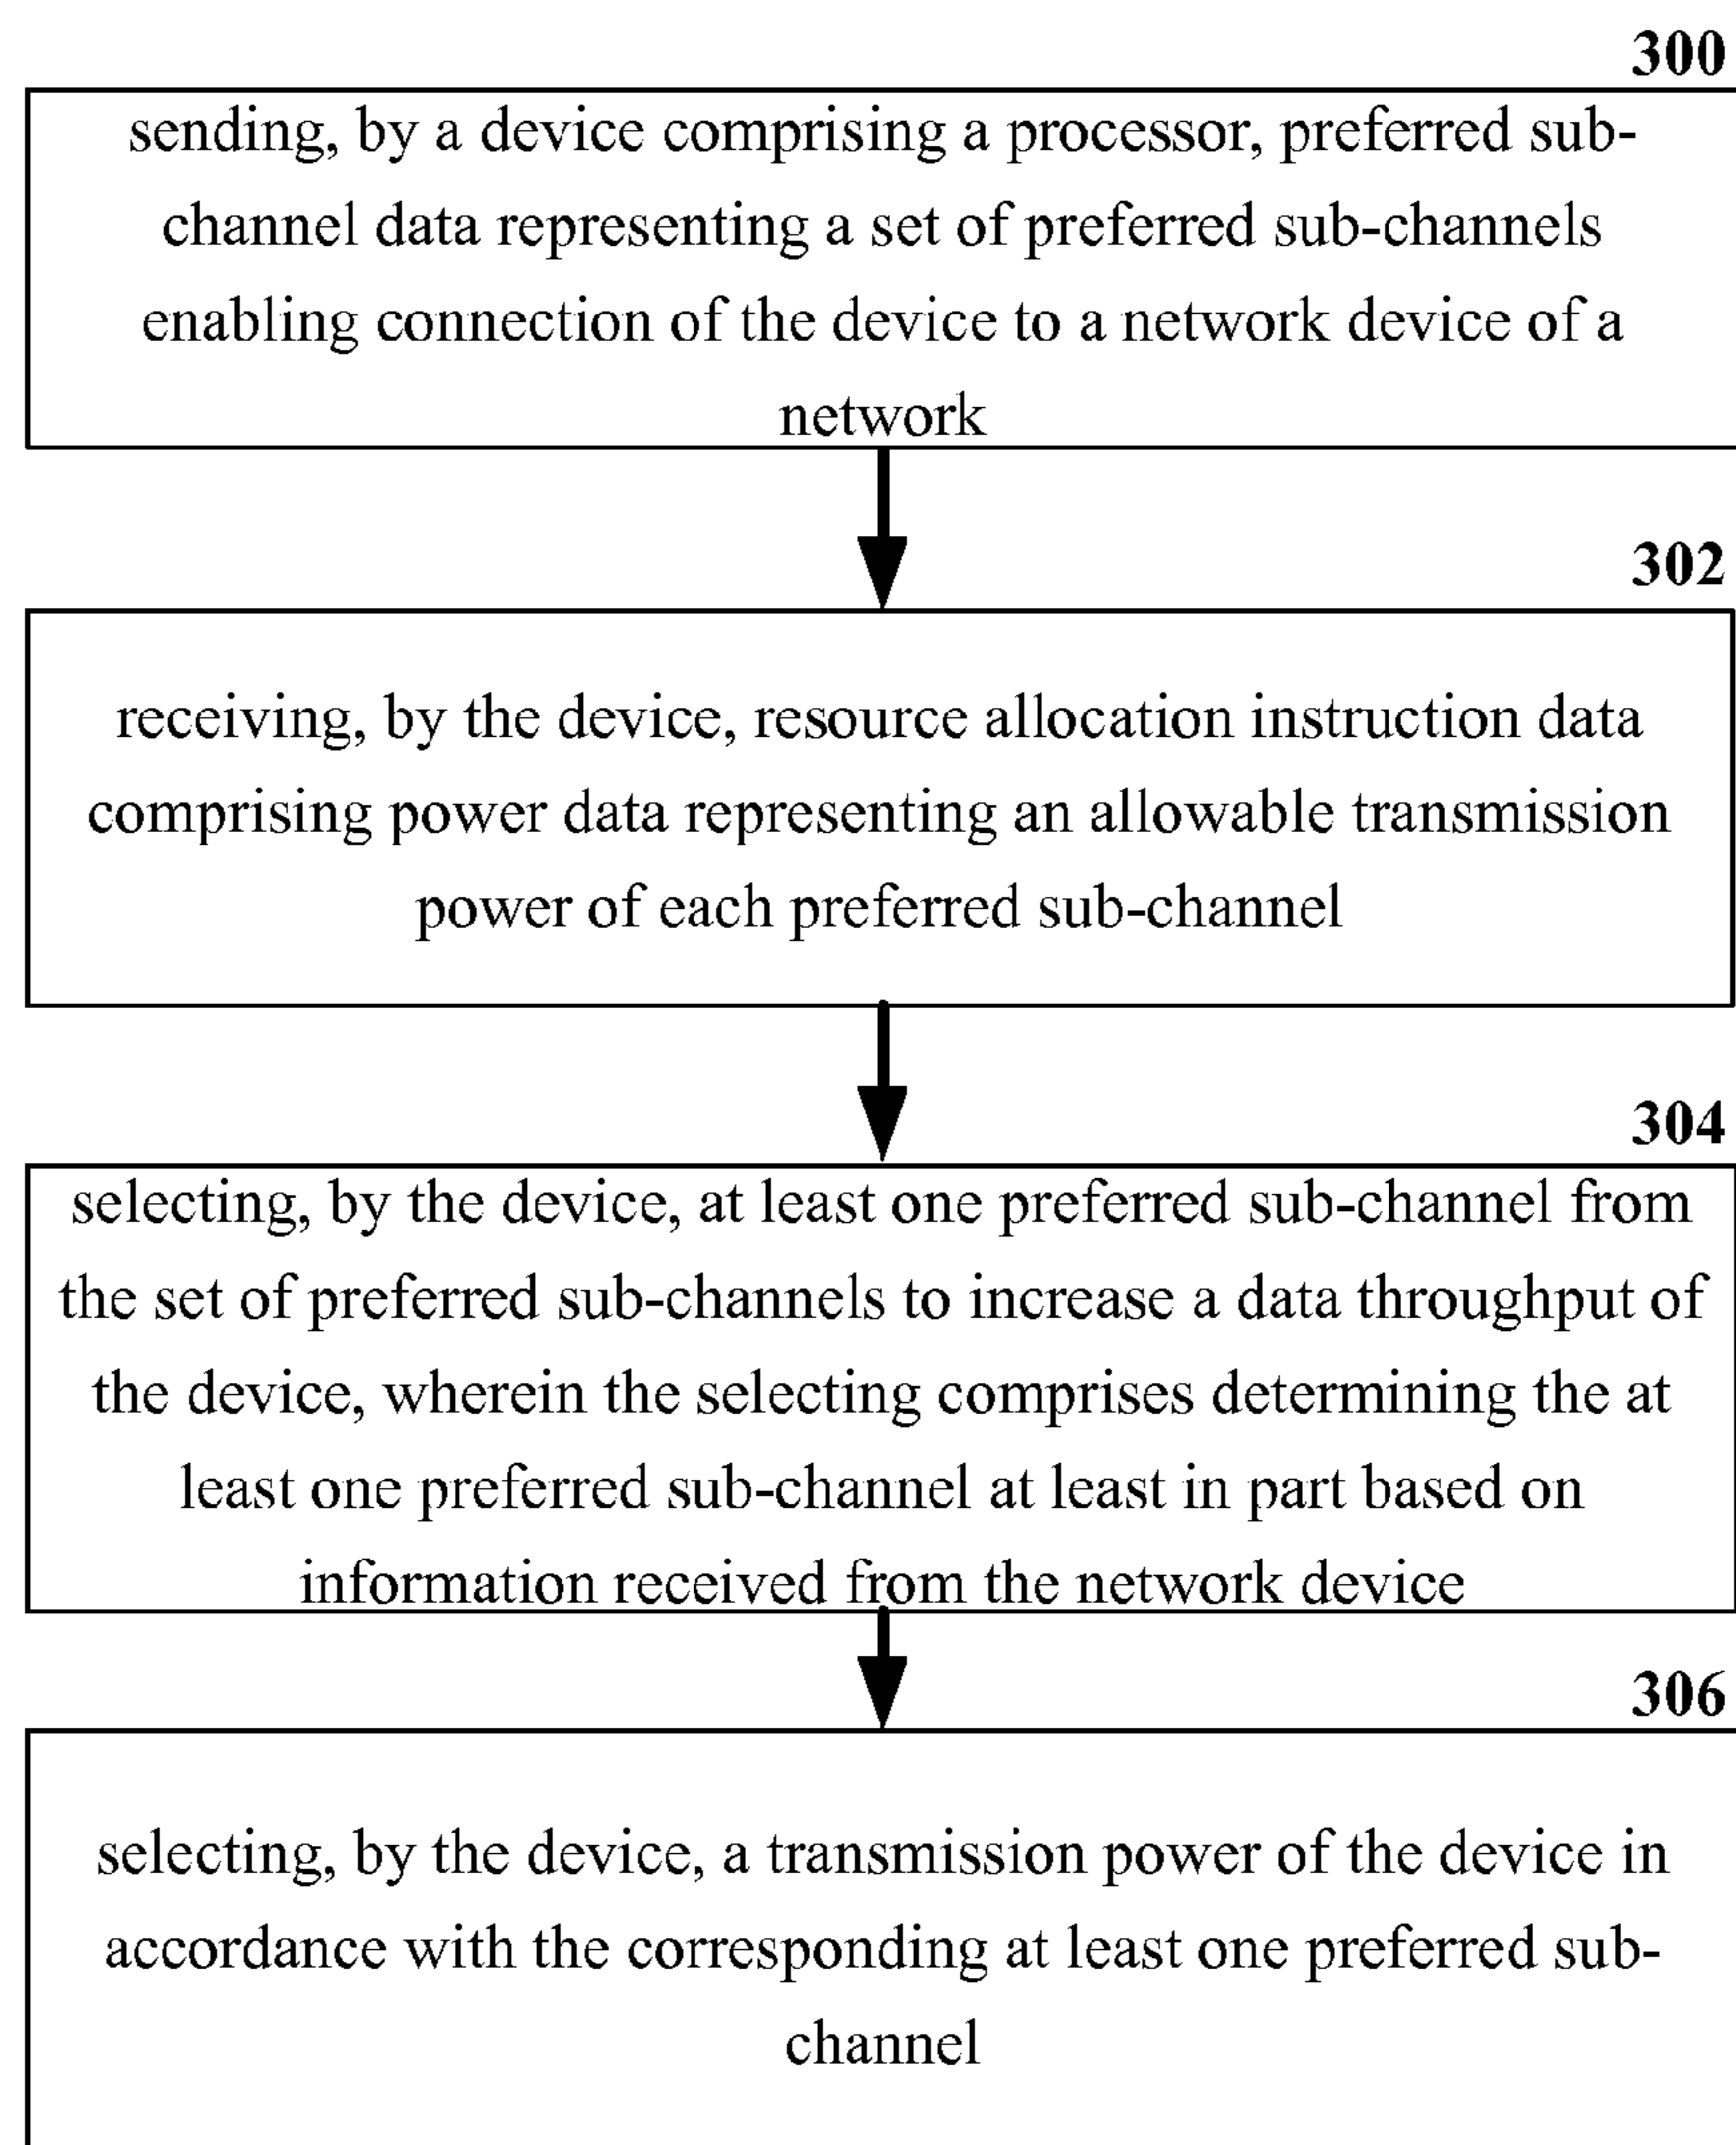 300
sending, by a device comprising a processor, preferred sub-
channel data representing a set of preferred sub-channels
enabling connection of the device to a network device of a
network
302
receiving, by the device, resource allocation instruction data
comprising power data representing an allowable transmission
power of each preferred sub-channel
304
selecting, by the device, at least one preferred sub-channel from
the set of preferred sub-channels to increase a data throughput of
the device, wherein the selecting comprises determining the at
least one preferred sub-channel at least in part based on
information received from the network device
306
selecting, by the device, a transmission power of the device in
accordance with the corresponding at least one preferred sub-
channel